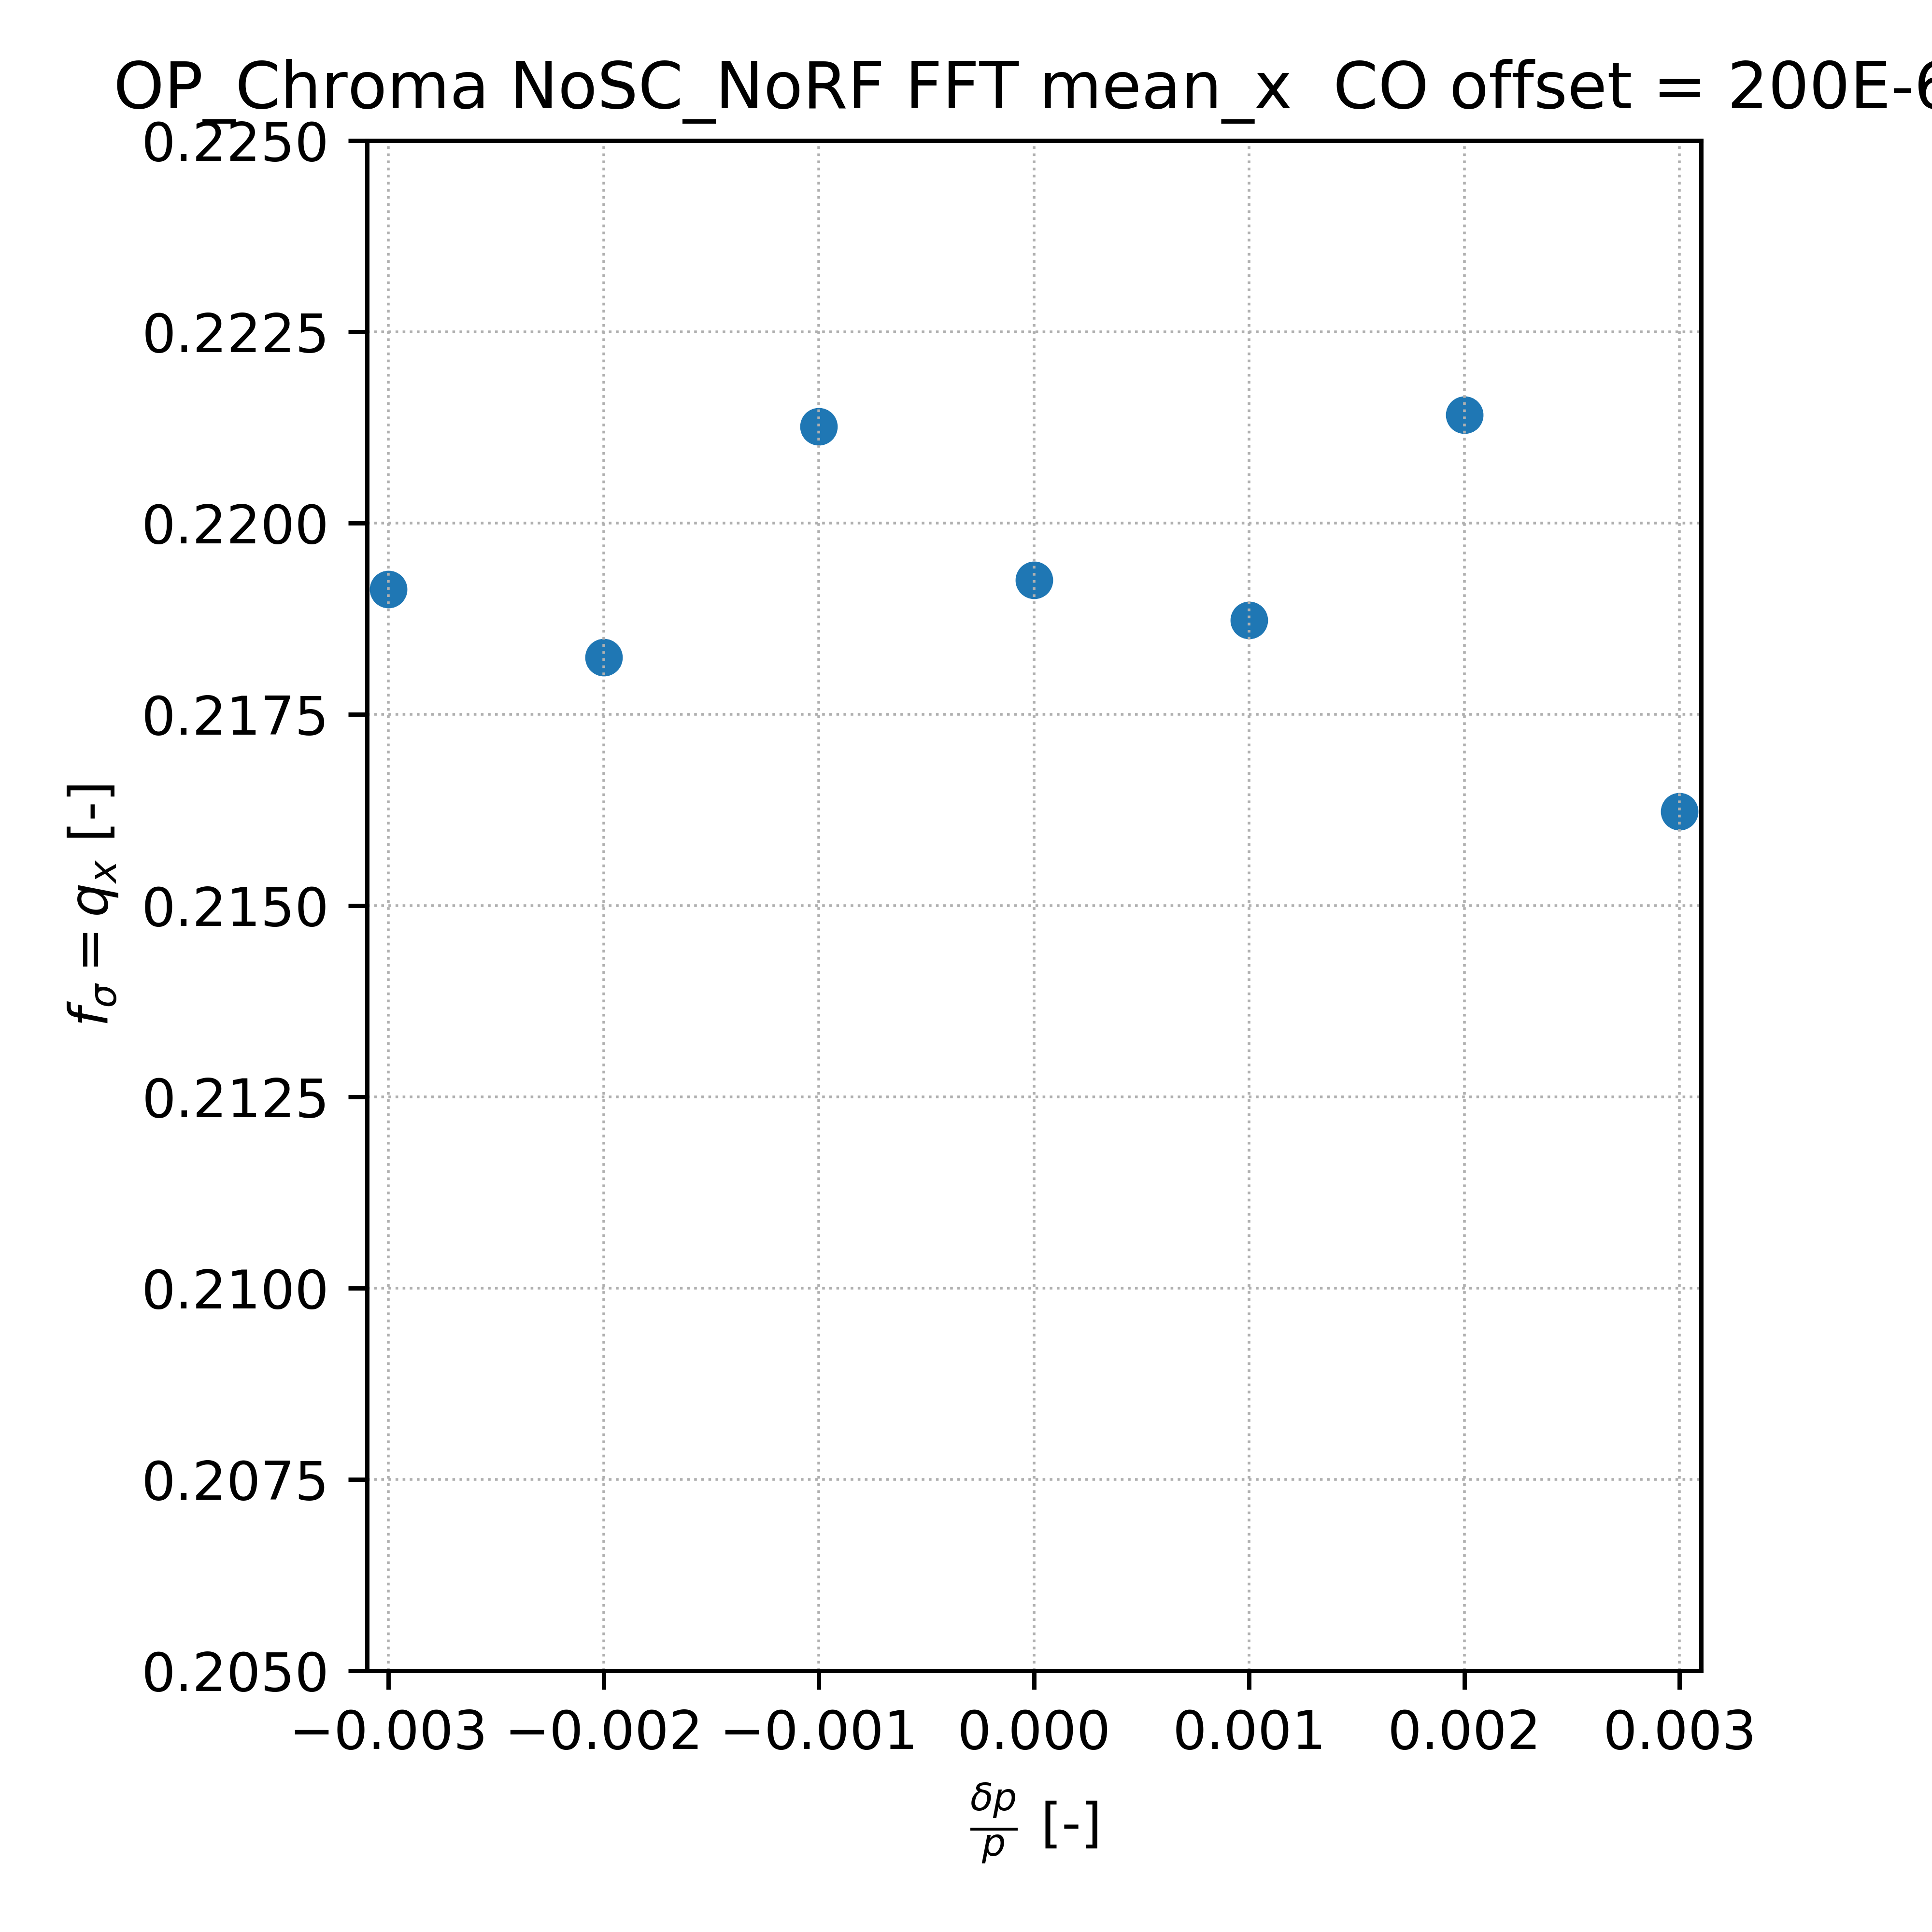 OP_Chroma NoSC_NoRF FFT mean_x CO offset = 200E-6
0.2250
0.2225
0.2200
0.2175
0.2150
0.2125
0.2100
0.2075
0.2050
f_σ = q_x [-]
−0.003 −0.002 −0.001 0.000 0.001 0.002 0.003
δp/p [-]